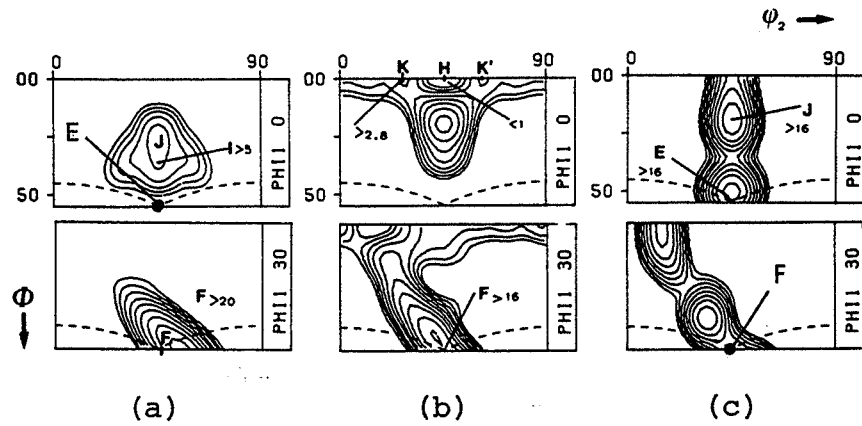 φ₂
0 90
0 90
0 90
00
50
E
J
I>5
PHI1 0
00
50
K H K'
>2.8
<1
PHI1 0
00
50
J
>16
E
>16
PHI1 0
Φ
F>20
F
PHI1 30
F>16
PHI1 30
F
PHI1 30
(a) (b) (c)